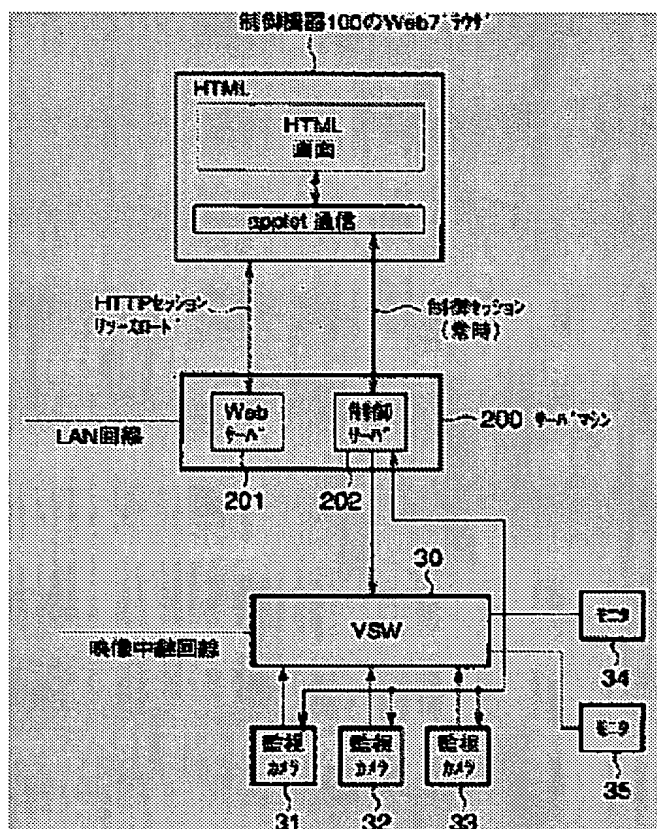 制御機器100のWebﾌﾞﾗｳｻﾞ
HTML
HTML
画面
applet 通信
HTTPｾｯｼｮﾝ
ﾘｿｰｽﾛｰﾄﾞ
制御ｾｯｼｮﾝ
(常時)
Web
ｻｰﾊﾞ
制御
ｻｰﾊﾞ
200 ｻｰﾊﾞﾏｼﾝ
LAN回線
201
202
30
VSW
映像中継回線
ﾓﾆﾀ
34
監視
ｶﾒﾗ
監視
ｶﾒﾗ
監視
ｶﾒﾗ
ﾓﾆﾀ
31
32
33
35